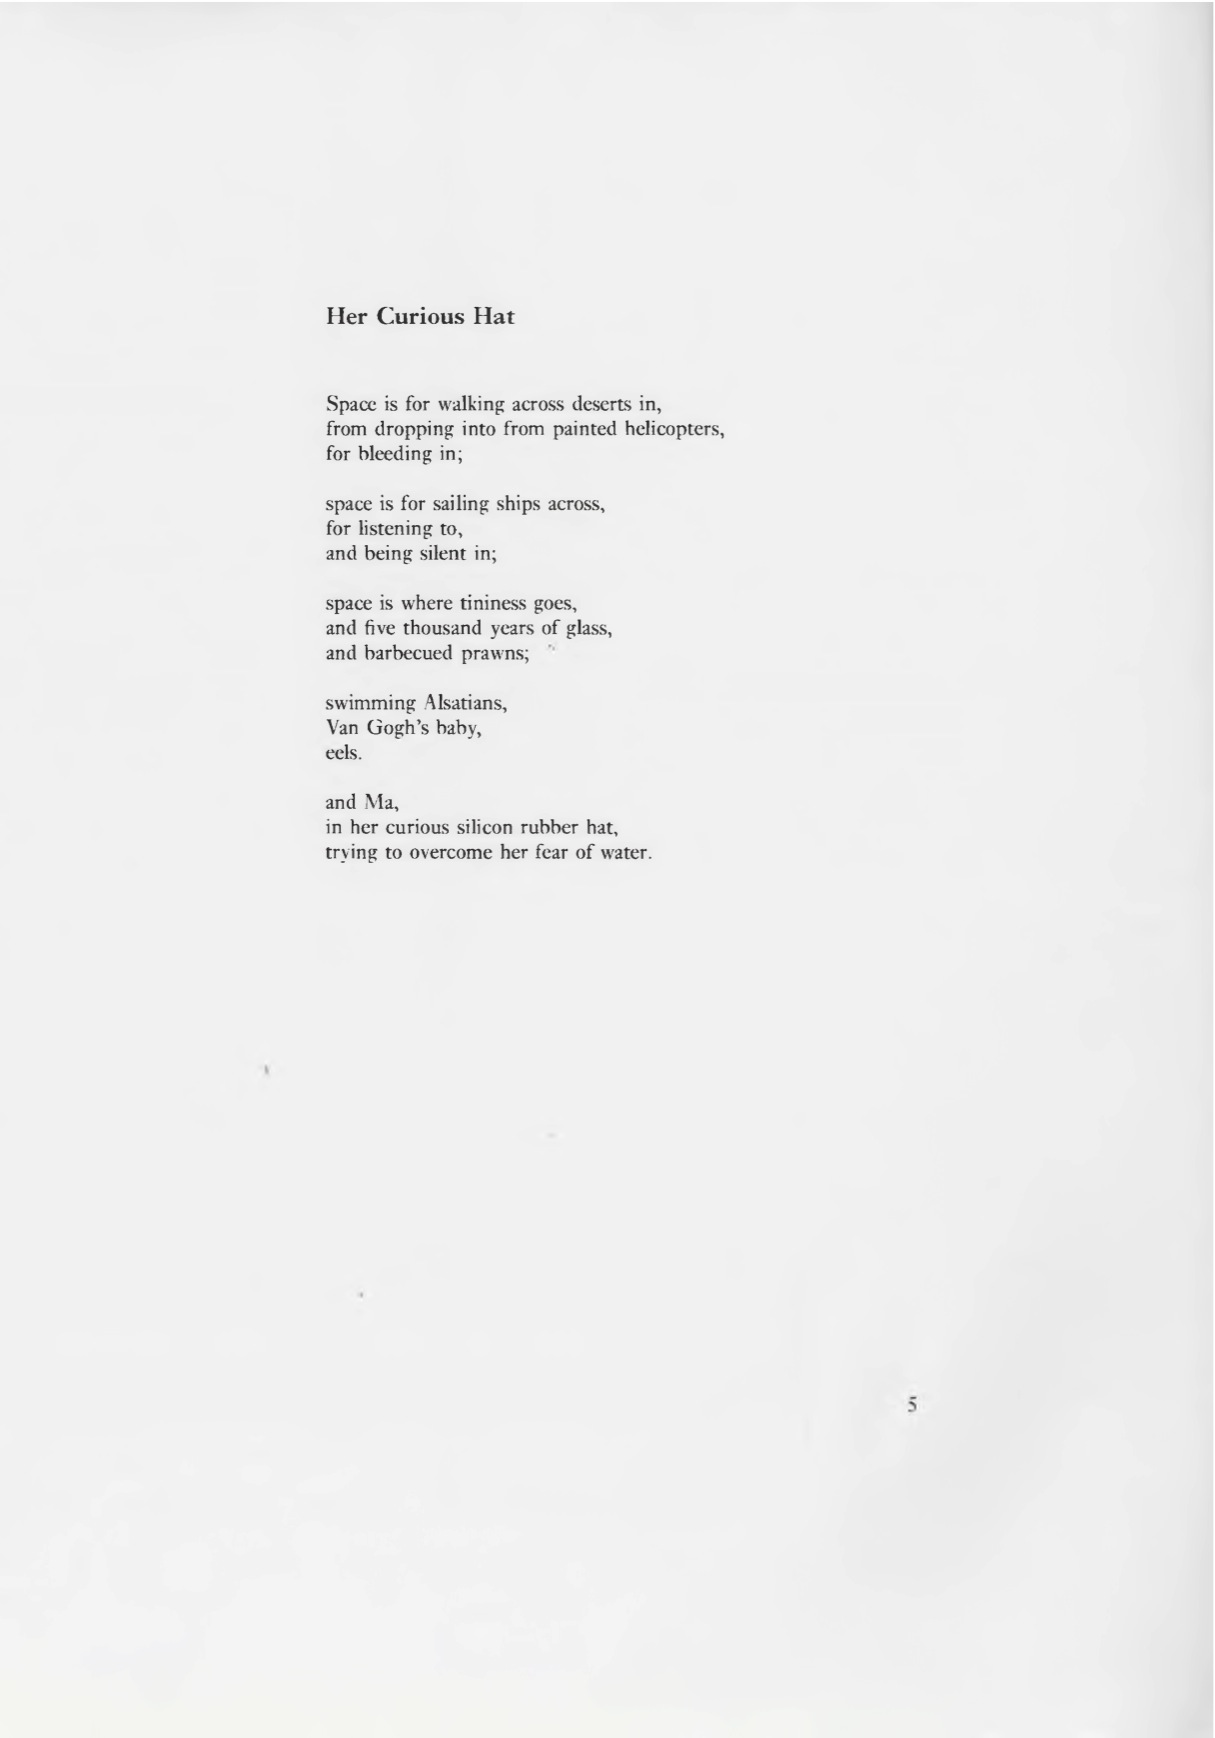 Her Curious Hat
Space is for walking across deserts in,
from dropping into from painted helicopters,
for bleeding in;
space is for sailing ships across,
for listening to,
and being silent in;
space is where tininess goes,
and five thousand years of glass,
and barbecued prawns;
swimming Alsatians,
Van Gogh's baby,
eels.
and Ma,
in her curious silicon rubber hat,
trying to overcome her fear of water.
5